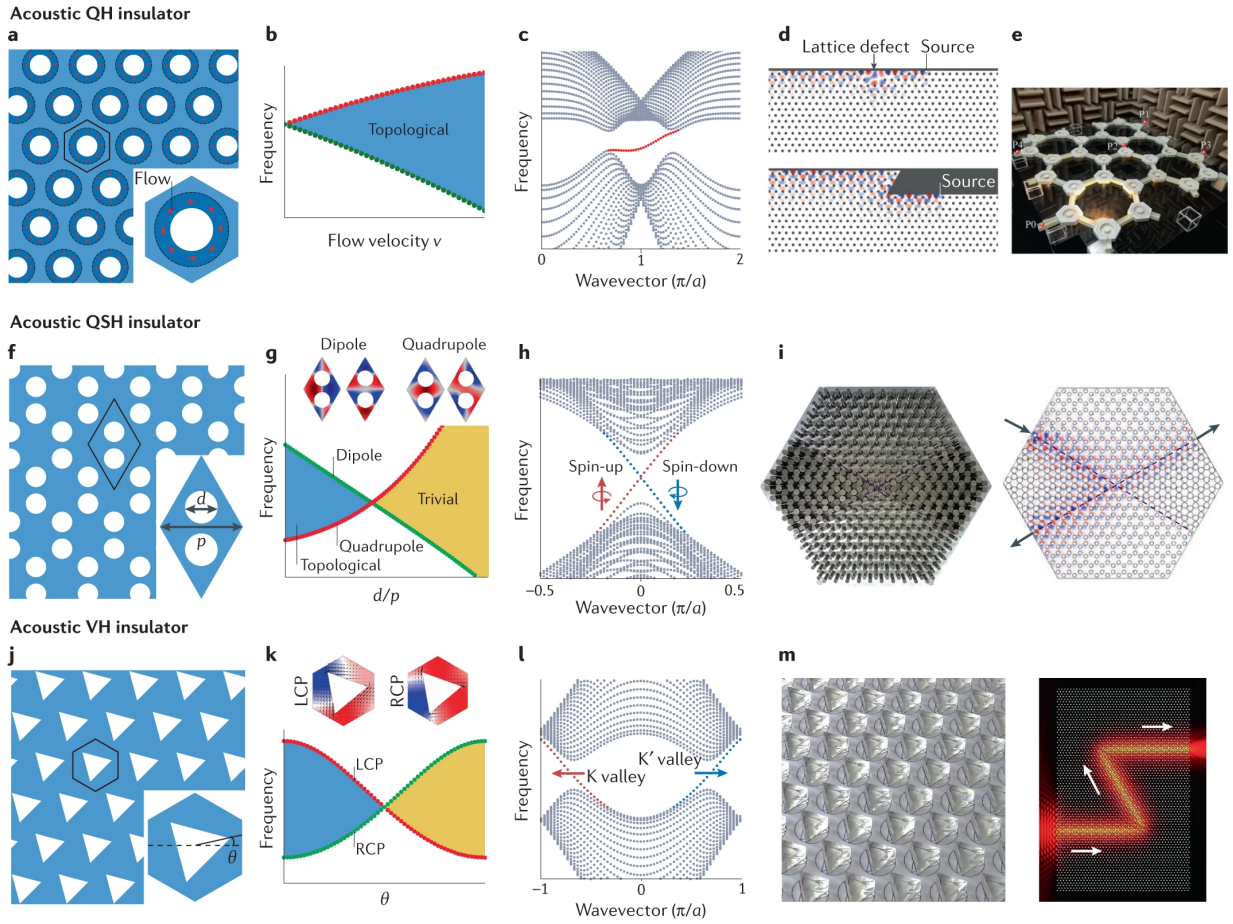 Acoustic QH insulator
a
Flow
b
Frequency
Topological
Flow velocity v
c
Frequency
0
1
2
Wavevector (π/a)
d
Lattice defect
Source
Source
e
P1
P2
P3
P4
P0
Acoustic QSH insulator
f
d
p
g
Dipole
Quadrupole
Frequency
Dipole
Trivial
Quadrupole
Topological
d/p
h
Frequency
Spin-up
Spin-down
−0.5
0
0.5
Wavevector (π/a)
i
Acoustic VH insulator
j
θ
k
LCP
RCP
Frequency
LCP
RCP
θ
l
Frequency
K valley
K′ valley
−1
0
1
Wavevector (π/a)
m